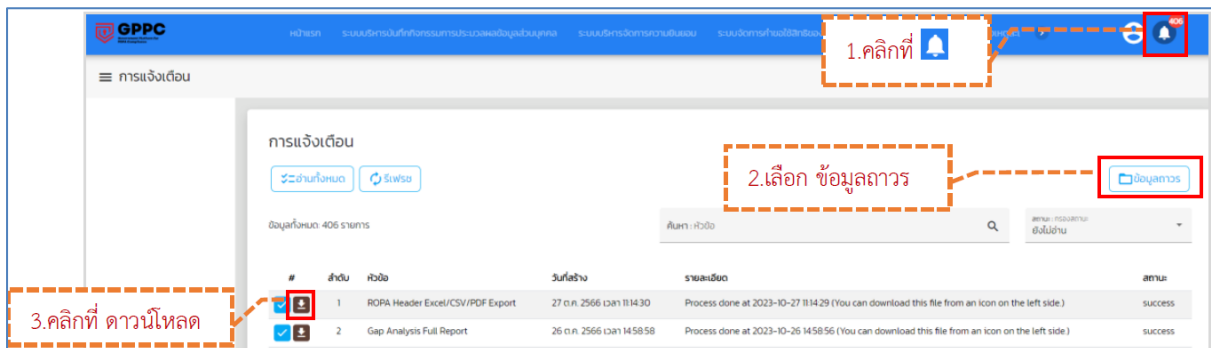 GPPC
หน้าแรก ระบบบริหารบันทึกกิจกรรมการประมวลผลข้อมูลส่วนบุคคล ระบบบริหารจัดการความยินยอม
406
1.คลิกที่
การแจ้งเตือน
การแจ้งเตือน
อ่านทั้งหมด รีเฟรช
2.เลือก ข้อมูลถาวร
ข้อมูลถาวร
ข้อมูลทั้งหมด: 406 รายการ
ค้นหา : หัวข้อ
สถานะ : กรองสถานะ
ยังไม่อ่าน
# ลำดับ หัวข้อ วันที่สร้าง รายละเอียด สถานะ
1 ROPA Header Excel/CSV/PDF Export 27 ต.ค. 2566 เวลา 11:14:30 Process done at 2023-10-27 11:14:29 (You can download this file from an icon on the left side.) success
3.คลิกที่ ดาวน์โหลด
2 Gap Analysis Full Report 26 ต.ค. 2566 เวลา 14:58:58 Process done at 2023-10-26 14:58:56 (You can download this file from an icon on the left side.) success